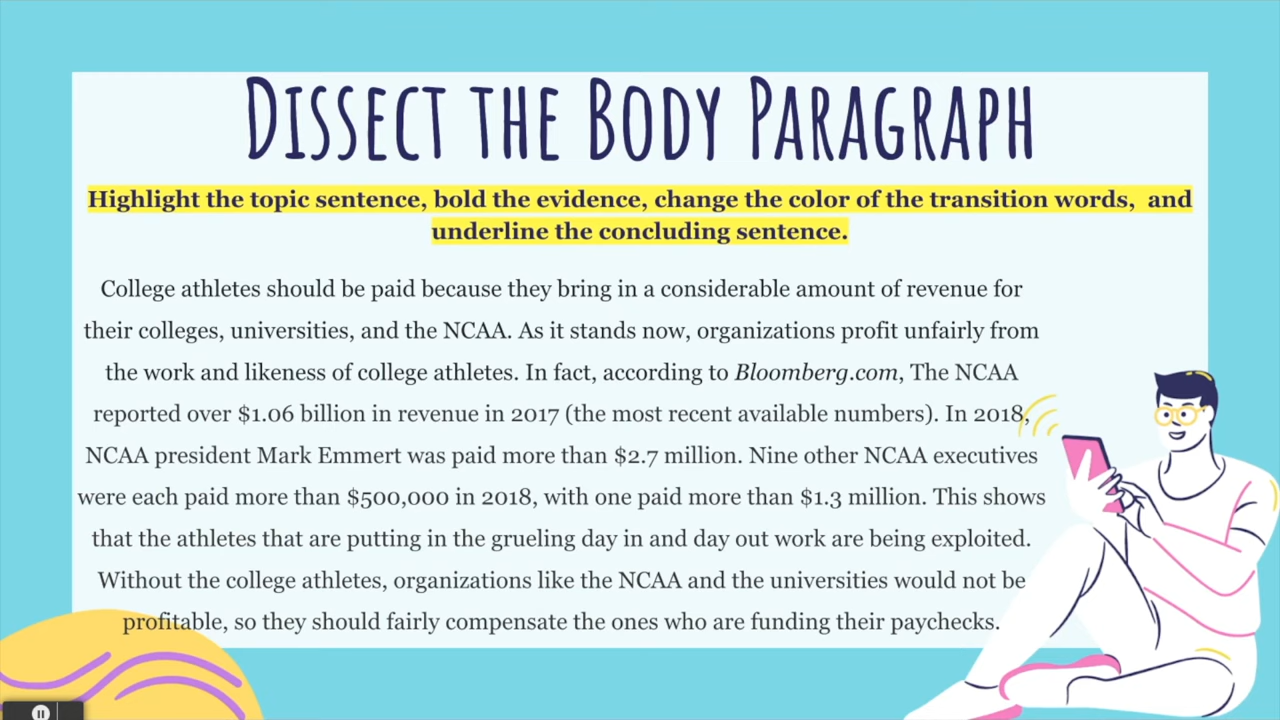 DISSECT THE BODY PARAGRAPH
Highlight the topic sentence, bold the evidence, change the color of the transition words, and
underline the concluding sentence.
College athletes should be paid because they bring in a considerable amount of revenue for
their colleges, universities, and the NCAA. As it stands now, organizations profit unfairly from
the work and likeness of college athletes. In fact, according to Bloomberg.com, The NCAA
reported over $1.06 billion in revenue in 2017 (the most recent available numbers). In 2018,
NCAA president Mark Emmert was paid more than $2.7 million. Nine other NCAA executives
were each paid more than $500,000 in 2018, with one paid more than $1.3 million. This shows
that the athletes that are putting in the grueling day in and day out work are being exploited.
Without the college athletes, organizations like the NCAA and the universities would not be
profitable, so they should fairly compensate the ones who are funding their paychecks.